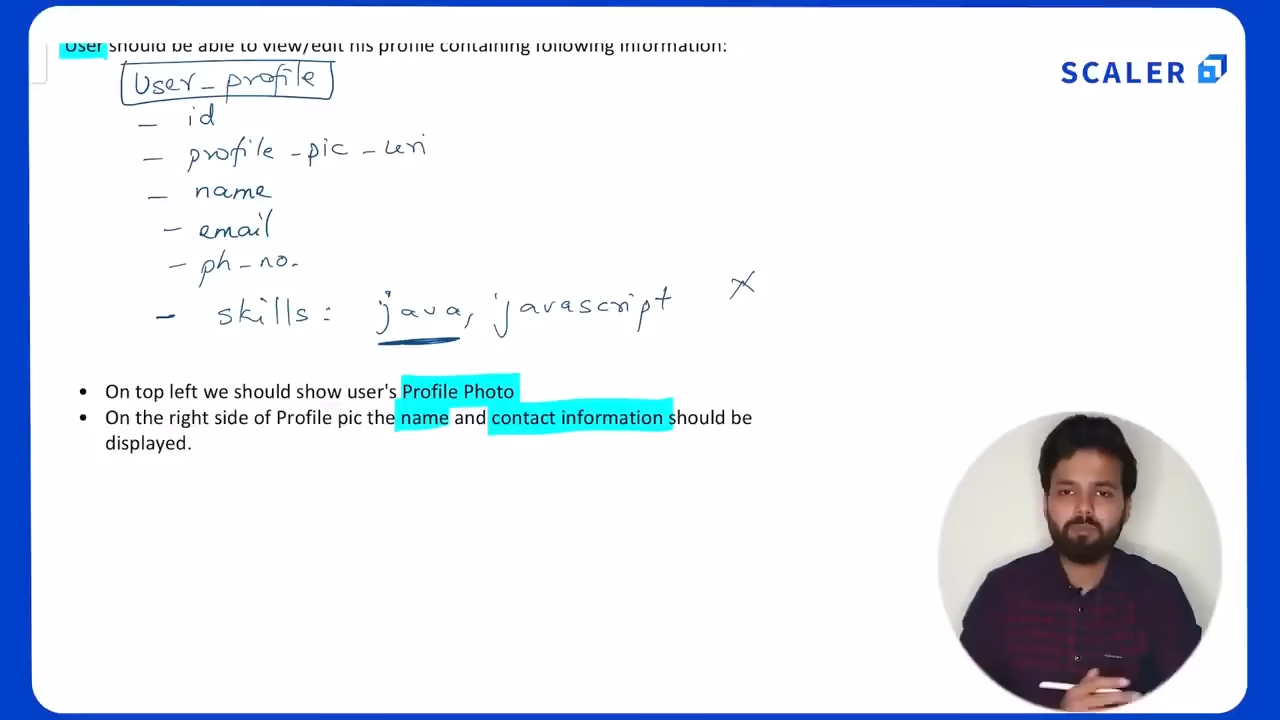 User should be able to view/edit his profile containing following information:
SCALER
User_profile
- id
- profile-pic-uri
- name
- email
- ph-no.
- skills: java, javascript x
• On top left we should show user's Profile Photo
• On the right side of Profile pic the name and contact information should be
displayed.